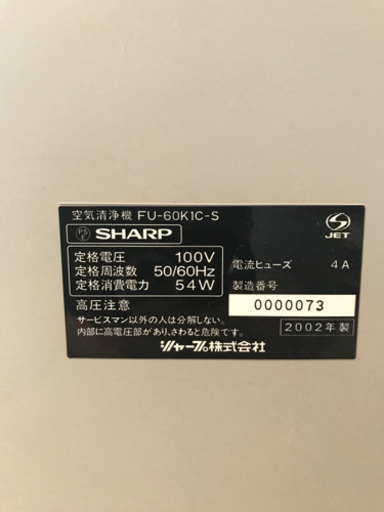 空気清浄機 FU-60K1C-S
SHARP
JET
定格電圧 100V
定格周波数 50/60Hz
定格消費電力 54W
電流ヒューズ 4A
製造番号
0000073
高圧注意
サービスマン以外の人は分解しない。
内部に高電圧部があり、さわると危険です。
2002年製
シャープ株式会社